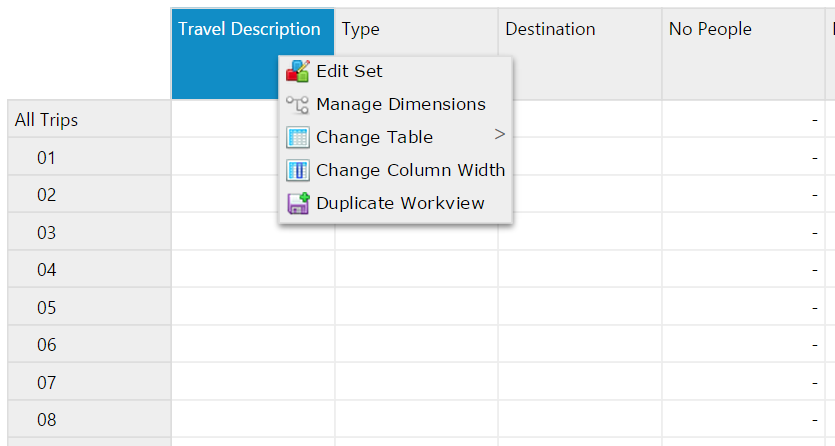 Travel Description Type Destination No People
Edit Set
Manage Dimensions
Change Table >
Change Column Width
Duplicate Workview
All Trips -
01 -
02 -
03 -
04 -
05 -
06 -
07 -
08 -